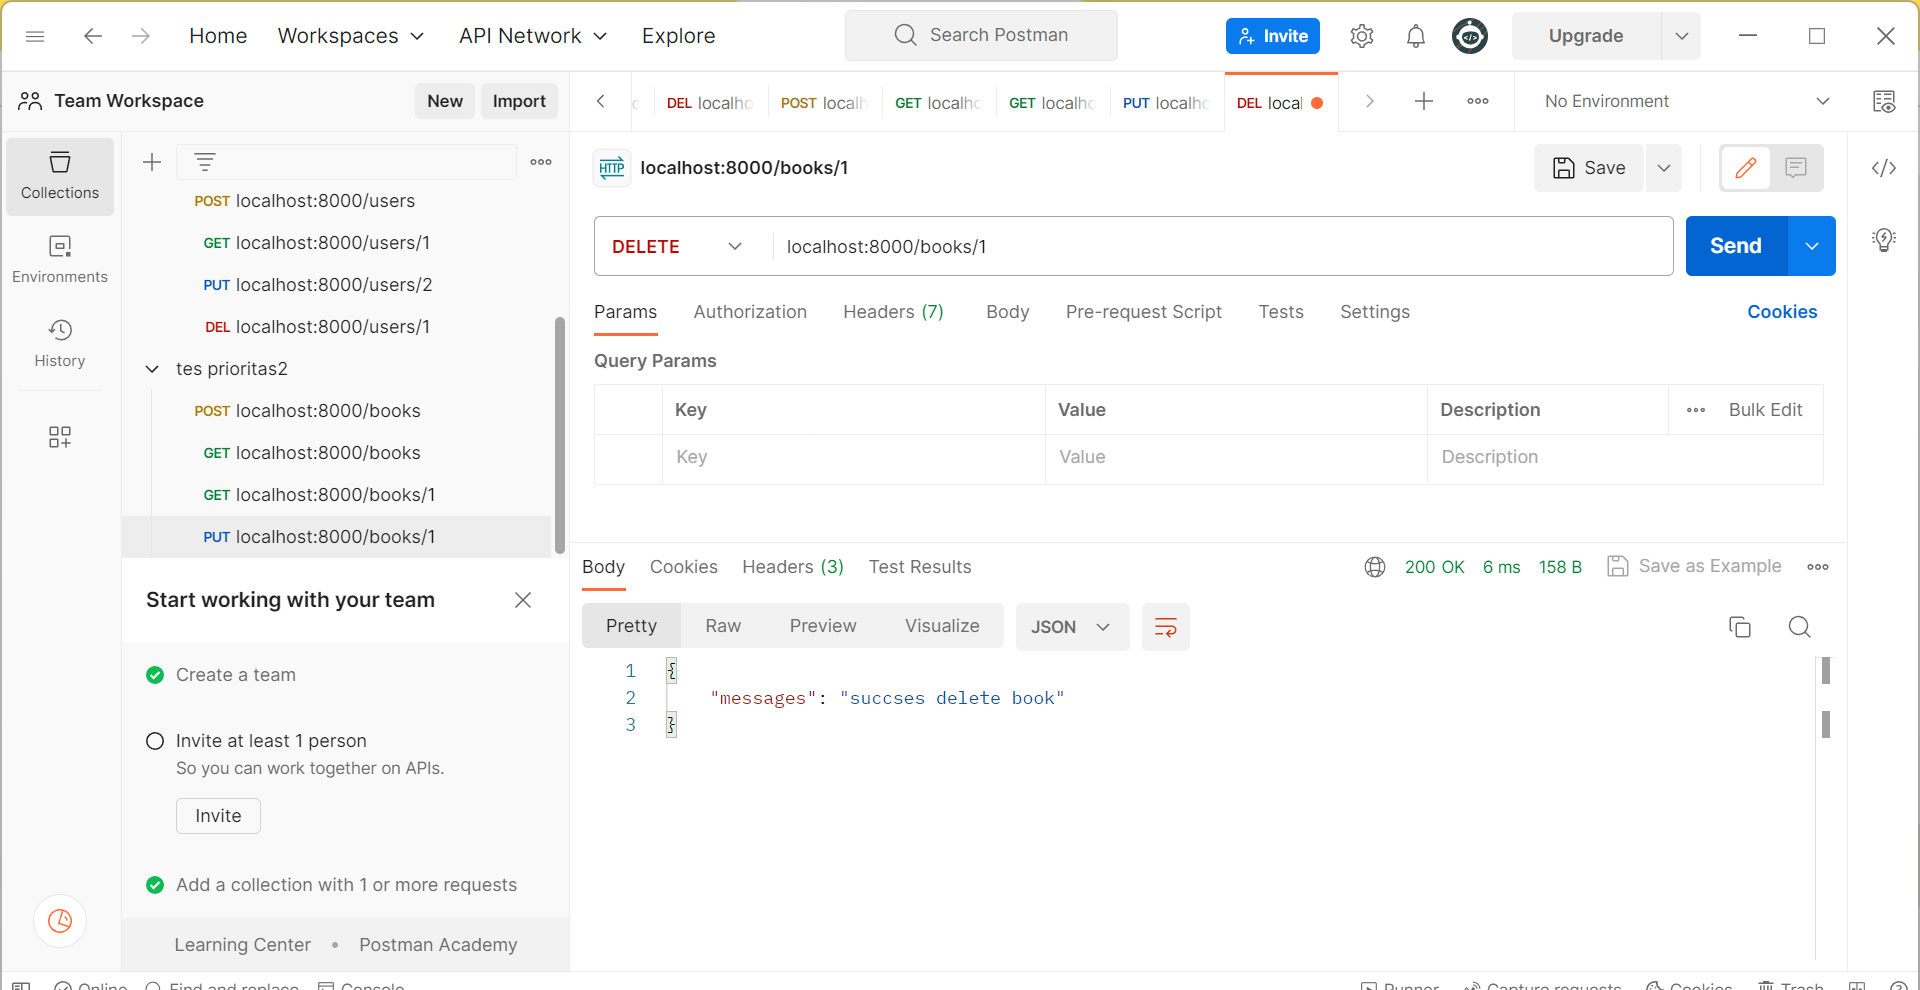 Home Workspaces API Network Explore Search Postman Invite Upgrade
Team Workspace New Import
DEL localho POST localh GET localho GET localho PUT localho DEL local No Environment
Collections
Environments
History
POST localhost:8000/users
GET localhost:8000/users/1
PUT localhost:8000/users/2
DEL localhost:8000/users/1
tes prioritas2
POST localhost:8000/books
GET localhost:8000/books
GET localhost:8000/books/1
PUT localhost:8000/books/1
Start working with your team
Create a team
Invite at least 1 person
So you can work together on APIs.
Invite
Add a collection with 1 or more requests
Learning Center • Postman Academy
HTTP localhost:8000/books/1 Save
DELETE localhost:8000/books/1 Send
Params Authorization Headers (7) Body Pre-request Script Tests Settings Cookies
Query Params
Key Value Description Bulk Edit
Key Value Description
Body Cookies Headers (3) Test Results 200 OK 6 ms 158 B Save as Example
Pretty Raw Preview Visualize JSON
1 {
2 "messages": "succses delete book"
3 }
Online Find and replace Console Runner Capture requests Cookies Trash